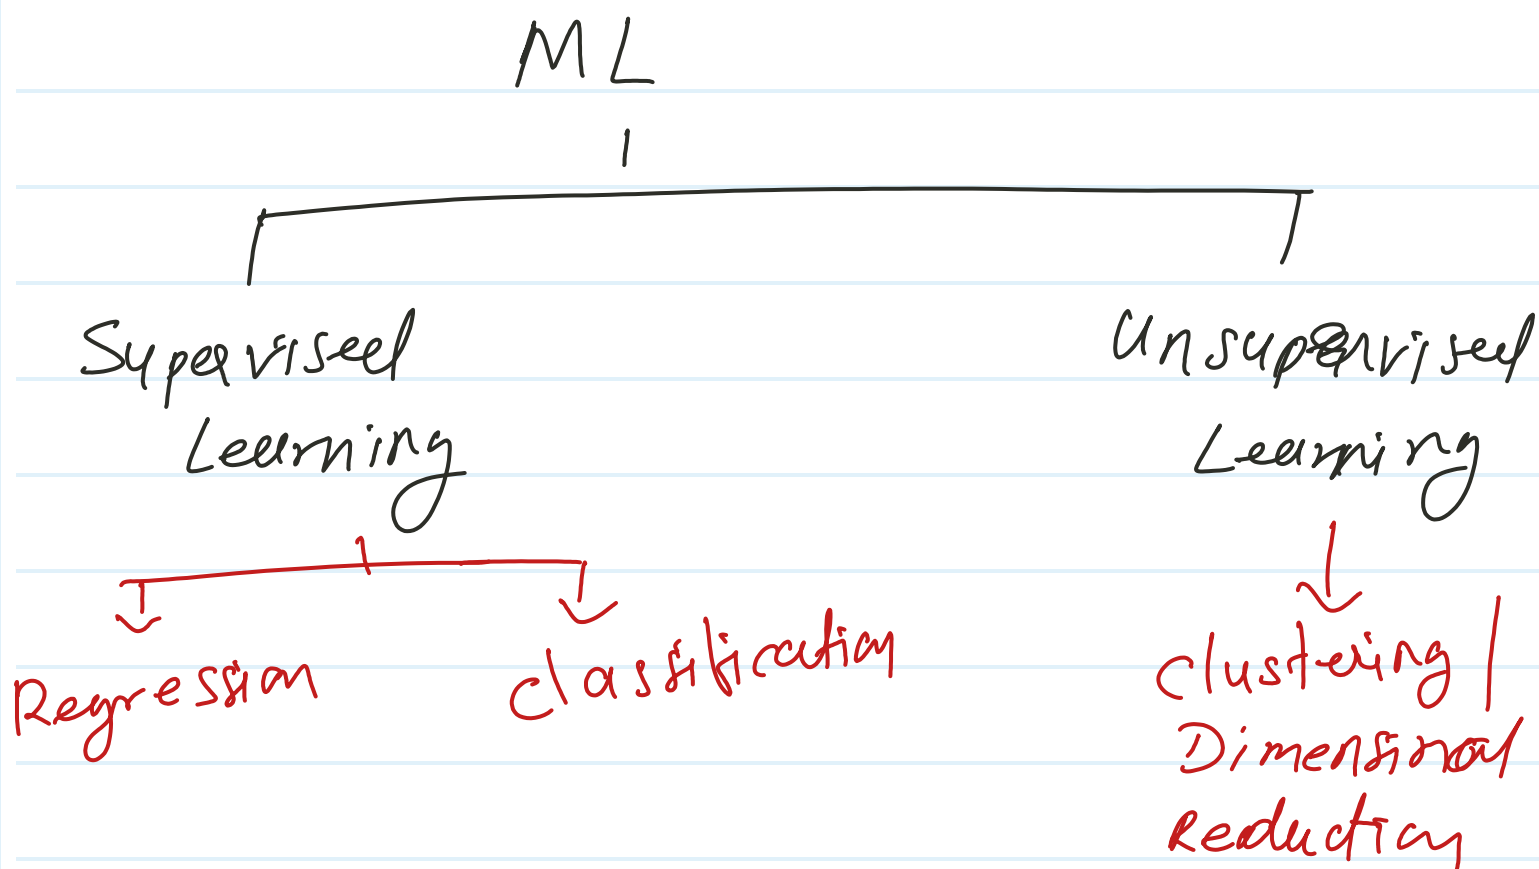 ML
Supervised Unsupervised
Learning Learning
Regression Classification Clustering /
Dimensional
Reduction